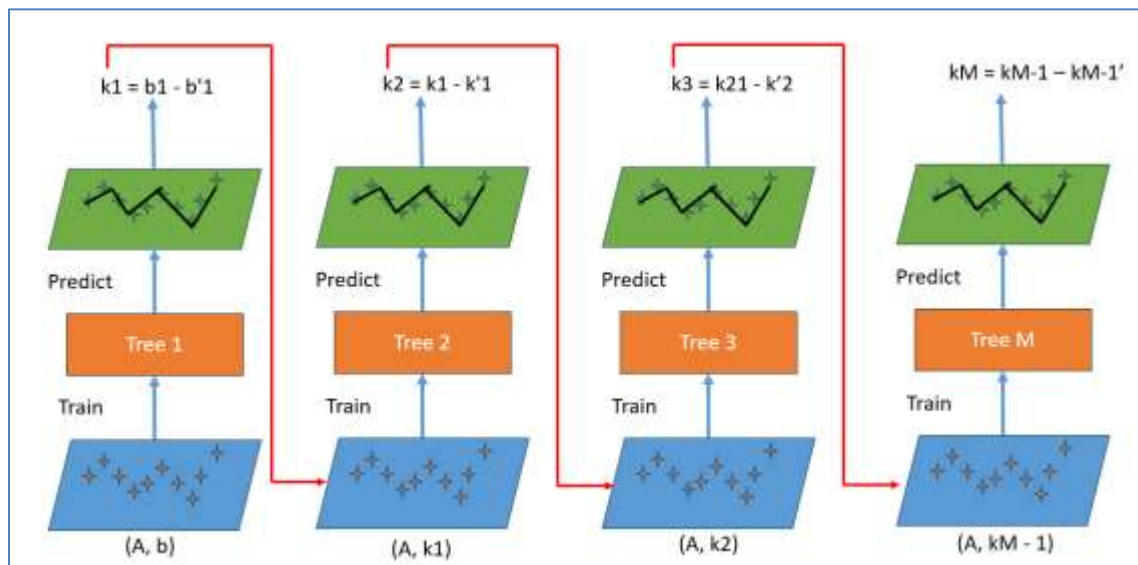 k1 = b1 - b'1
k2 = k1 - k'1
k3 = k21 - k'2
kM = kM-1 – kM-1'
Predict
Predict
Predict
Predict
Tree 1
Tree 2
Tree 3
Tree M
Train
Train
Train
Train
(A, b)
(A, k1)
(A, k2)
(A, kM - 1)